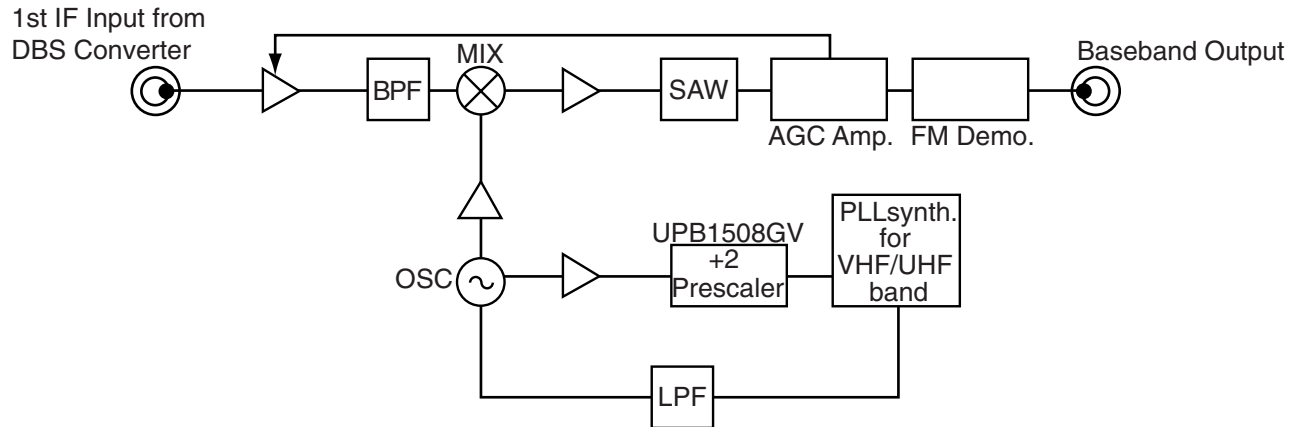 1st IF Input from
DBS Converter
MIX
Baseband Output
BPF
SAW
AGC Amp.
FM Demo.
OSC
UPB1508GV
+2
Prescaler
PLLsynth.
for
VHF/UHF
band
LPF